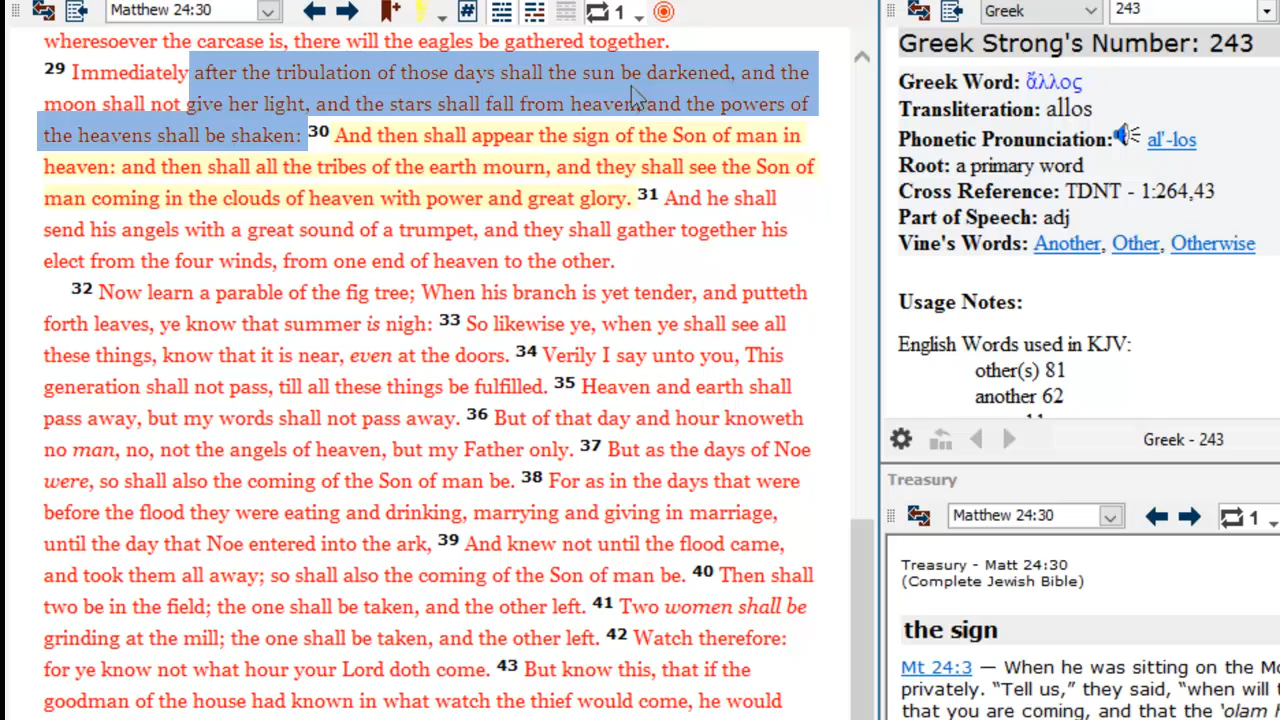 Matthew 24:30
1
wheresoever the carcase is, there will the eagles be gathered together.
29 Immediately after the tribulation of those days shall the sun be darkened, and the
moon shall not give her light, and the stars shall fall from heaven, and the powers of
the heavens shall be shaken: 30 And then shall appear the sign of the Son of man in
heaven: and then shall all the tribes of the earth mourn, and they shall see the Son of
man coming in the clouds of heaven with power and great glory. 31 And he shall
send his angels with a great sound of a trumpet, and they shall gather together his
elect from the four winds, from one end of heaven to the other.
32 Now learn a parable of the fig tree; When his branch is yet tender, and putteth
forth leaves, ye know that summer is nigh: 33 So likewise ye, when ye shall see all
these things, know that it is near, even at the doors. 34 Verily I say unto you, This
generation shall not pass, till all these things be fulfilled. 35 Heaven and earth shall
pass away, but my words shall not pass away. 36 But of that day and hour knoweth
no man, no, not the angels of heaven, but my Father only. 37 But as the days of Noe
were, so shall also the coming of the Son of man be. 38 For as in the days that were
before the flood they were eating and drinking, marrying and giving in marriage,
until the day that Noe entered into the ark, 39 And knew not until the flood came,
and took them all away; so shall also the coming of the Son of man be. 40 Then shall
two be in the field; the one shall be taken, and the other left. 41 Two women shall be
grinding at the mill; the one shall be taken, and the other left. 42 Watch therefore:
for ye know not what hour your Lord doth come. 43 But know this, that if the
goodman of the house had known in what watch the thief would come, he would
Greek
243
Greek Strong's Number: 243
Greek Word: ἄλλος
Transliteration: allos
Phonetic Pronunciation: al'-los
Root: a primary word
Cross Reference: TDNT - 1:264,43
Part of Speech: adj
Vine's Words: Another, Other, Otherwise
Usage Notes:
English Words used in KJV:
other(s) 81
another 62
Greek - 243
Treasury
Matthew 24:30
1
Treasury - Matt 24:30
(Complete Jewish Bible)
the sign
Mt 24:3 — When he was sitting on the
privately. “Tell us,” they said, “when will
that you are coming, and that the ‘olam